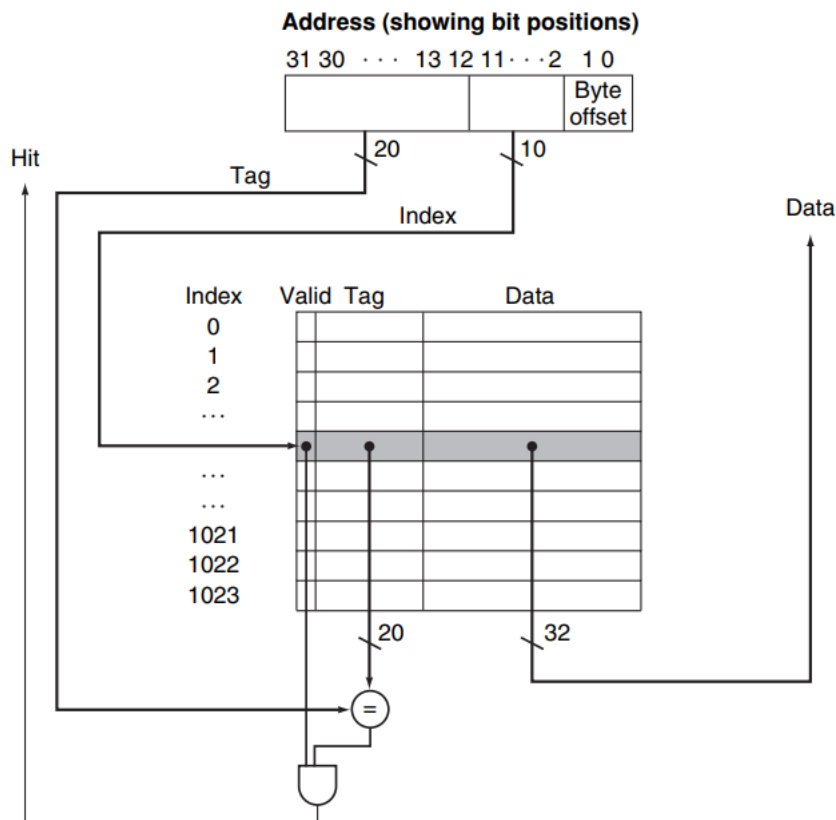 Address (showing bit positions)
31 30 · · · 13 12 11 · · · 2 1 0
Byte
offset
20
10
Hit
Tag
Index
Data
Index Valid Tag Data
0
1
2
...
...
...
1021
1022
1023
20
32
=